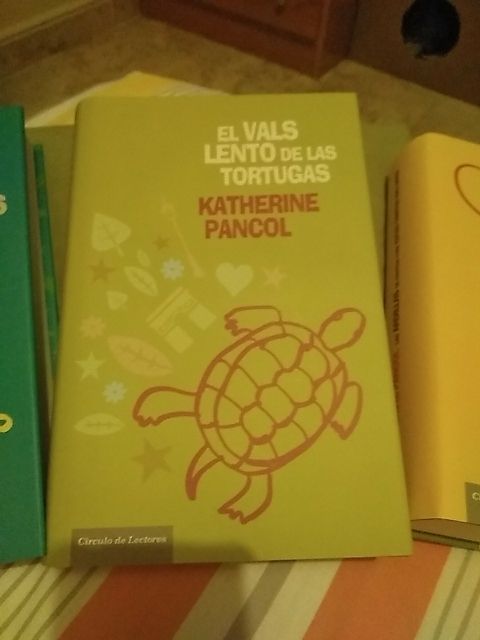 EL VALS
LENTO DE LAS
TORTUGAS
KATHERINE
PANCOL
Círculo de Lectores